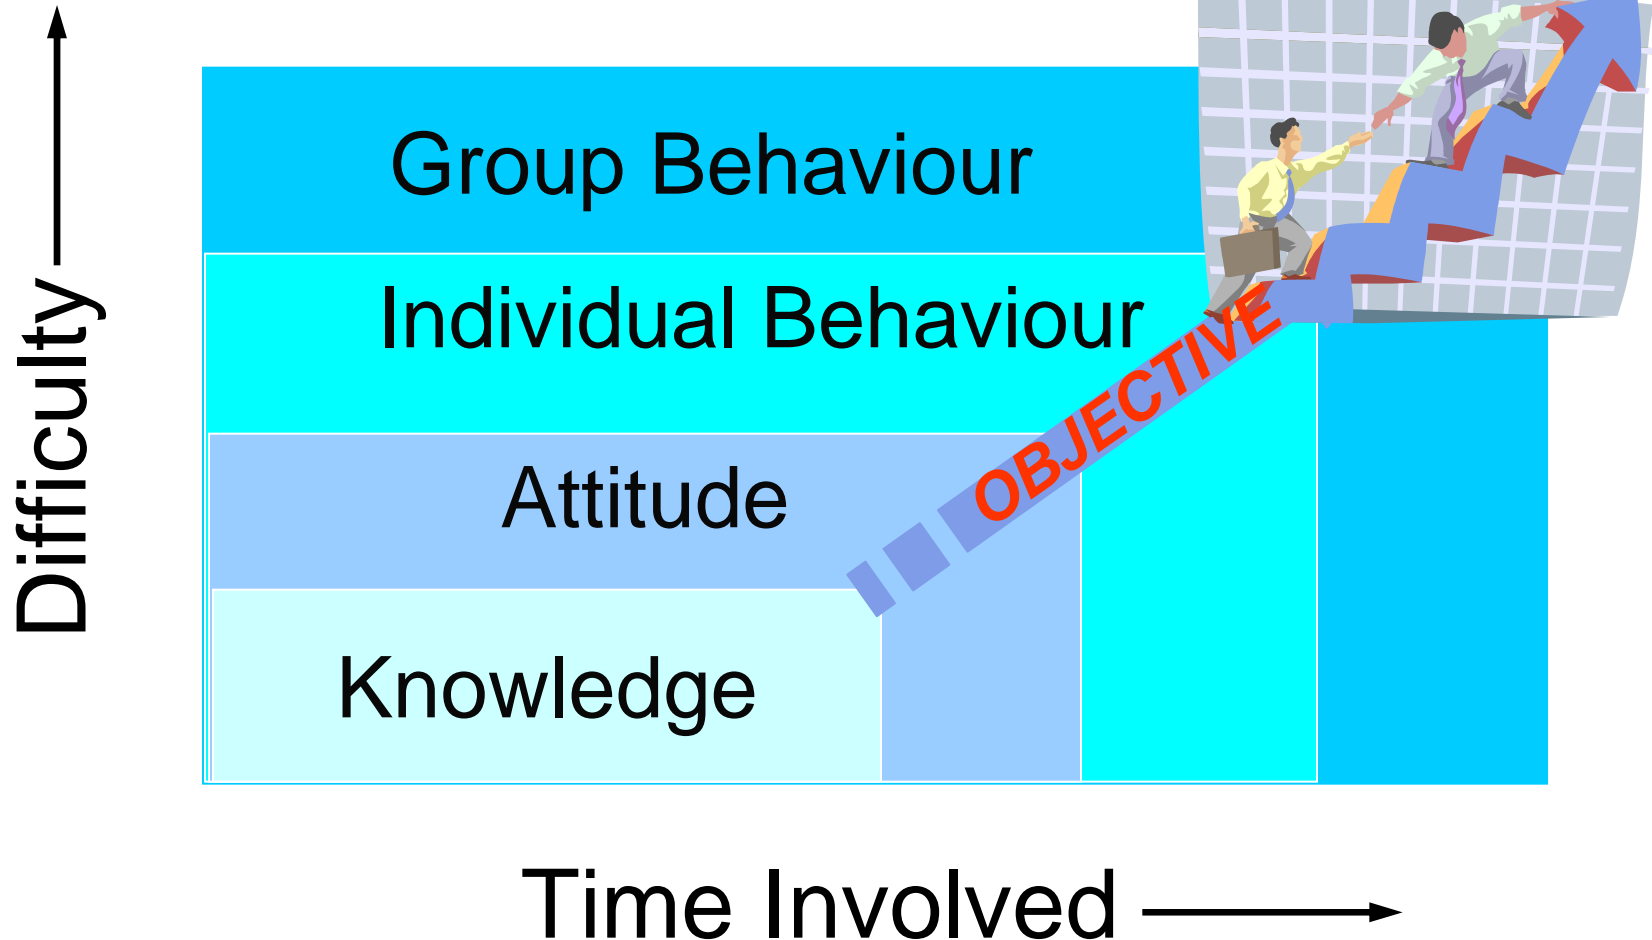 Difficulty
Group Behaviour
Individual Behaviour
OBJECTIVE
Attitude
Knowledge
Time Involved